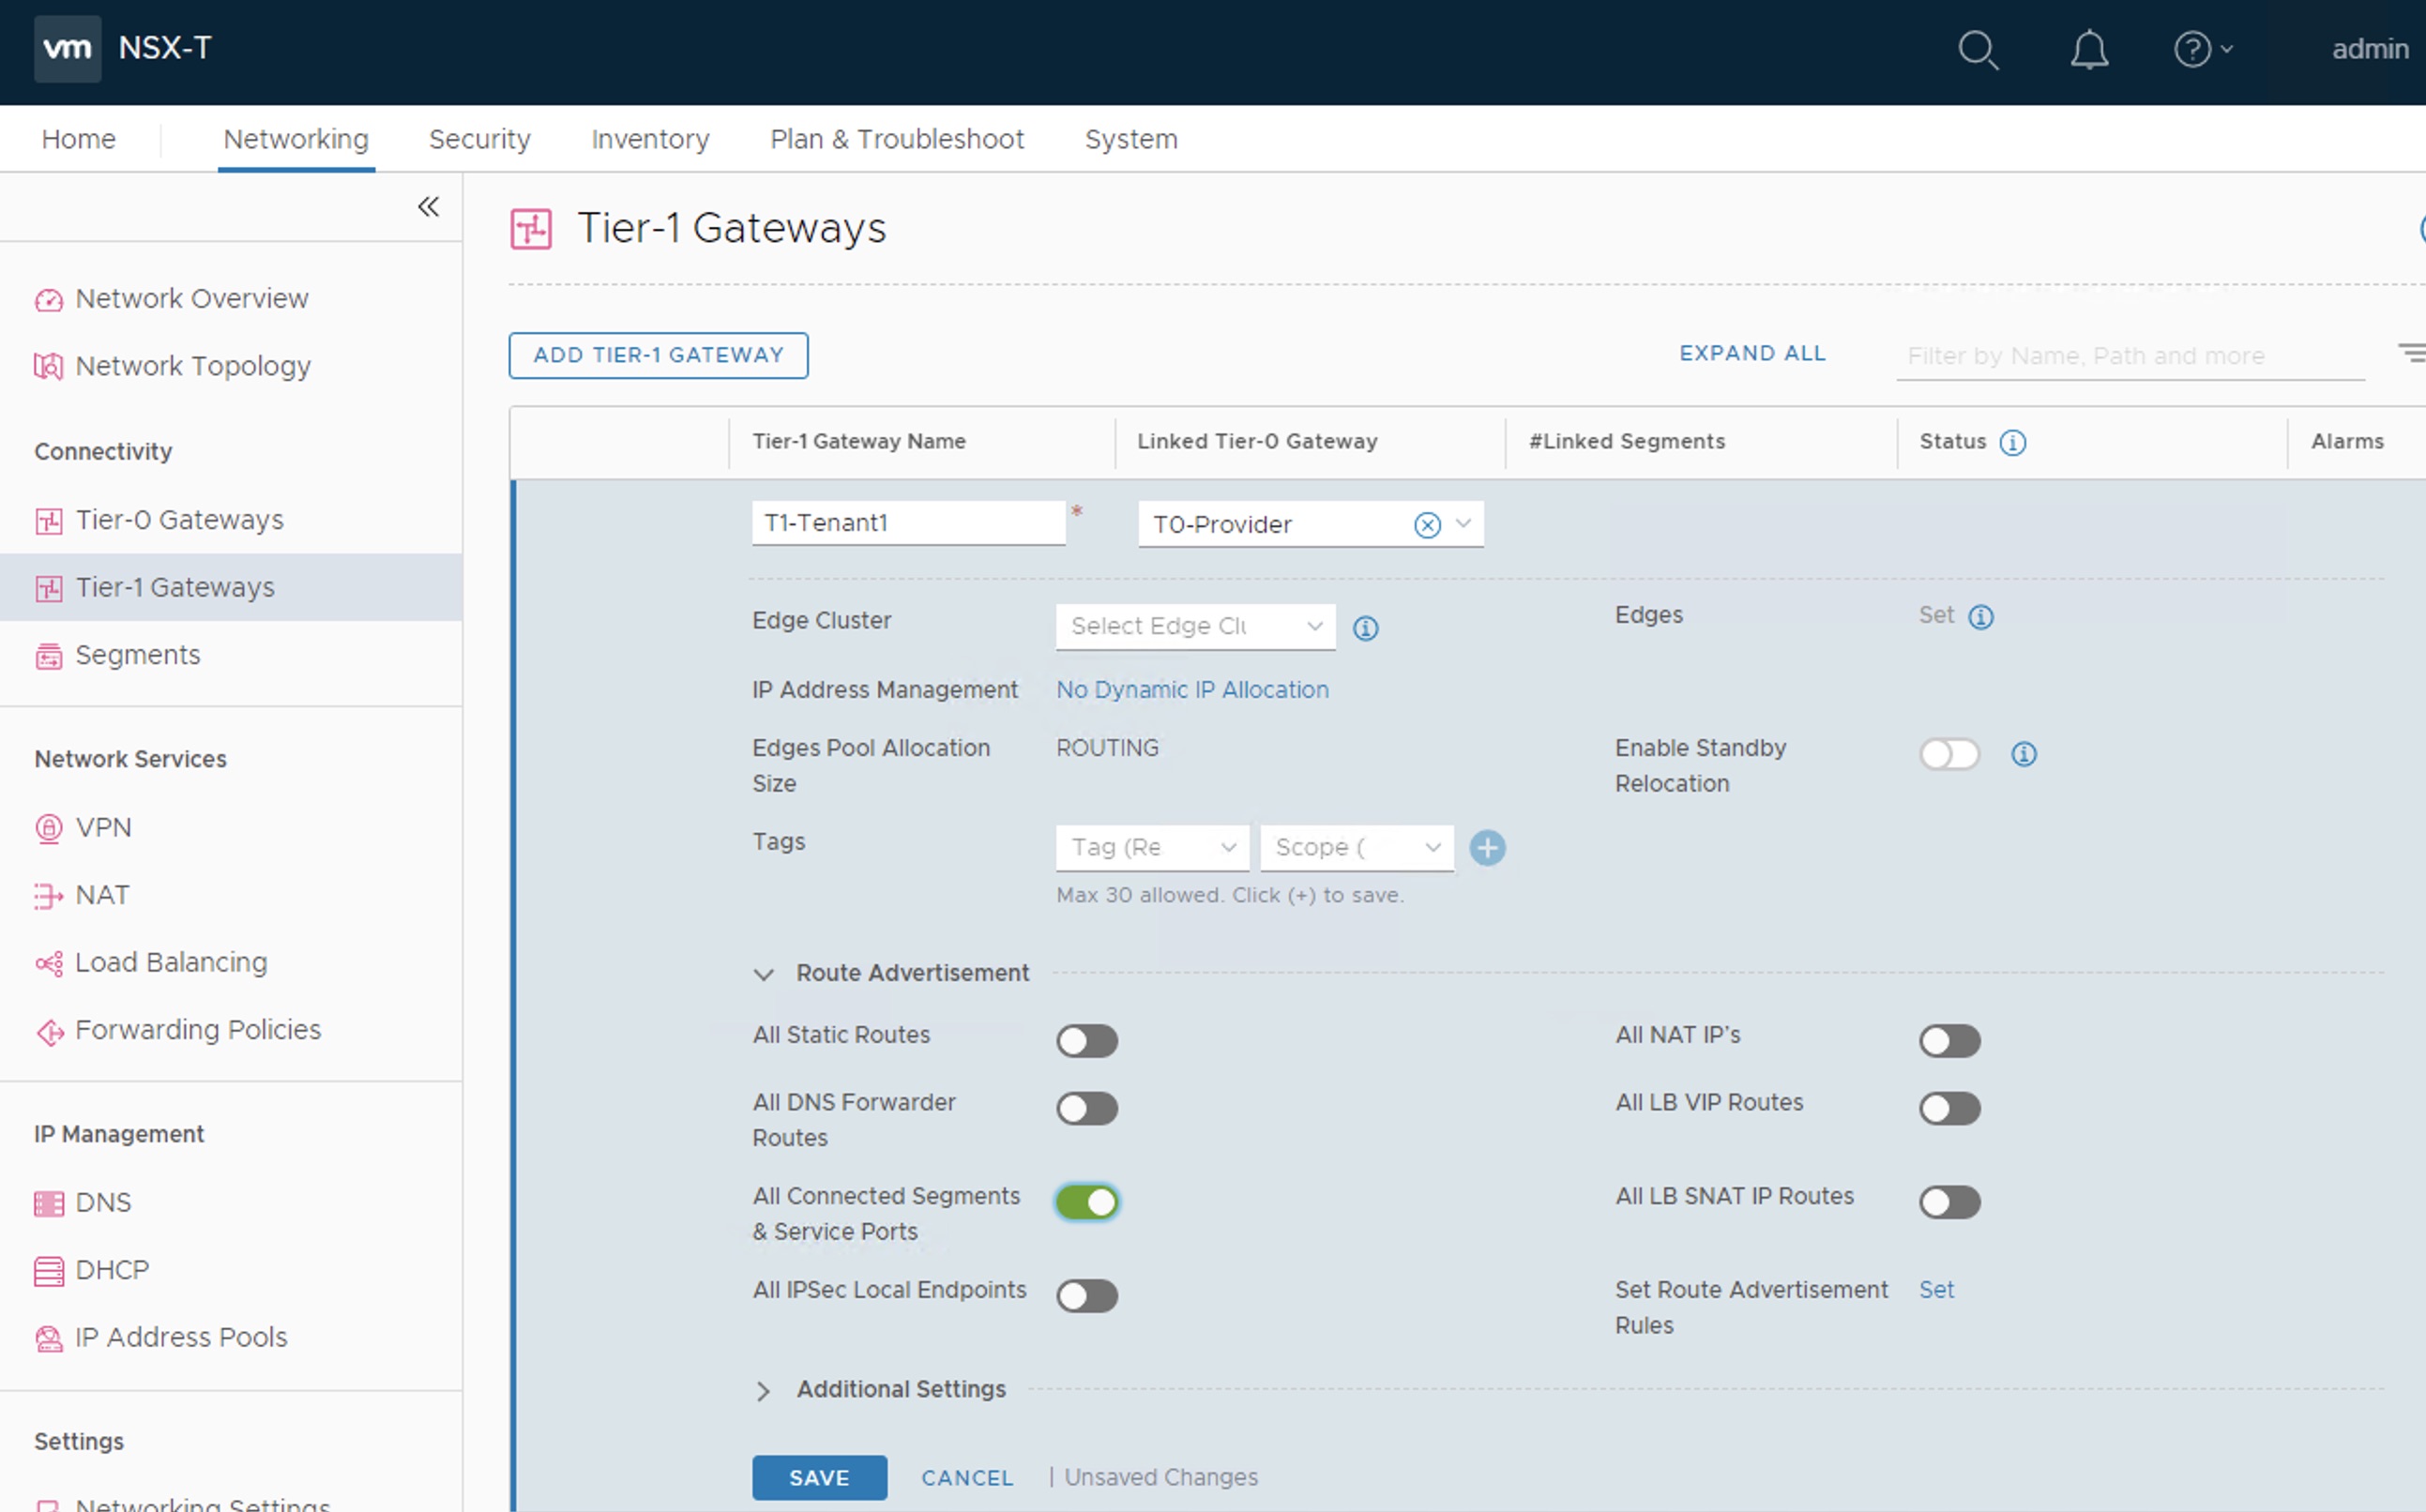 vm NSX-T
admin
Home Networking Security Inventory Plan & Troubleshoot System
Network Overview
Network Topology
Connectivity
Tier-0 Gateways
Tier-1 Gateways
Segments
Network Services
VPN
NAT
Load Balancing
Forwarding Policies
IP Management
DNS
DHCP
IP Address Pools
Settings
Networking Settings
Tier-1 Gateways
ADD TIER-1 GATEWAY
EXPAND ALL
Filter by Name, Path and more
Tier-1 Gateway Name Linked Tier-0 Gateway #Linked Segments Status Alarms
T1-Tenant1 * T0-Provider
Edge Cluster Select Edge Clu Edges Set
IP Address Management No Dynamic IP Allocation
Edges Pool Allocation Size ROUTING Enable Standby Relocation
Tags Tag (Re Scope (
Max 30 allowed. Click (+) to save.
Route Advertisement
All Static Routes All NAT IP's
All DNS Forwarder Routes All LB VIP Routes
All Connected Segments & Service Ports All LB SNAT IP Routes
All IPSec Local Endpoints Set Route Advertisement Rules Set
Additional Settings
SAVE CANCEL | Unsaved Changes